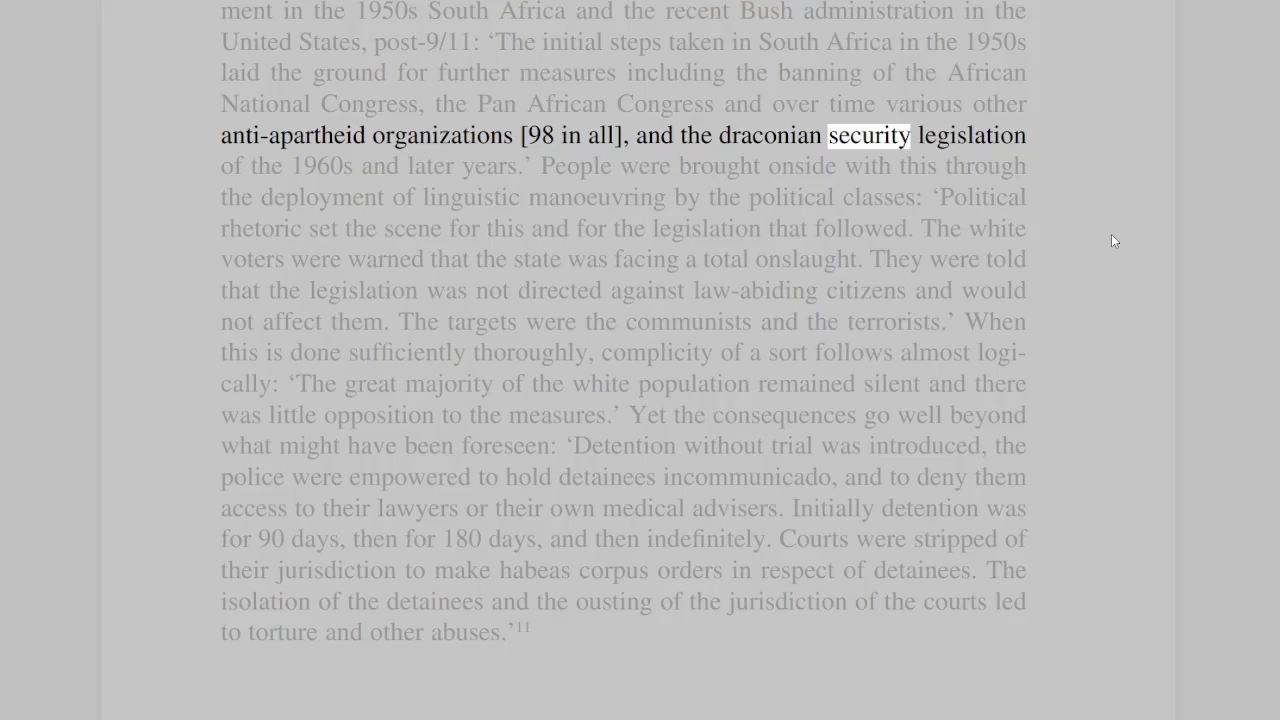 ment in the 1950s South Africa and the recent Bush administration in the
United States, post-9/11: ‘The initial steps taken in South Africa in the 1950s
laid the ground for further measures including the banning of the African
National Congress, the Pan African Congress and over time various other
anti-apartheid organizations [98 in all], and the draconian security legislation
of the 1960s and later years.’ People were brought onside with this through
the deployment of linguistic manoeuvring by the political classes: ‘Political
rhetoric set the scene for this and for the legislation that followed. The white
voters were warned that the state was facing a total onslaught. They were told
that the legislation was not directed against law-abiding citizens and would
not affect them. The targets were the communists and the terrorists.’ When
this is done sufficiently thoroughly, complicity of a sort follows almost logi-
cally: ‘The great majority of the white population remained silent and there
was little opposition to the measures.’ Yet the consequences go well beyond
what might have been foreseen: ‘Detention without trial was introduced, the
police were empowered to hold detainees incommunicado, and to deny them
access to their lawyers or their own medical advisers. Initially detention was
for 90 days, then for 180 days, and then indefinitely. Courts were stripped of
their jurisdiction to make habeas corpus orders in respect of detainees. The
isolation of the detainees and the ousting of the jurisdiction of the courts led
to torture and other abuses.’¹¹